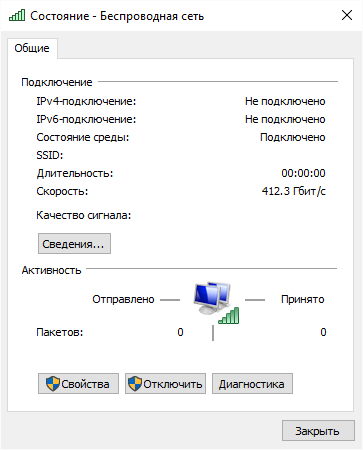 Состояние - Беспроводная сеть
Общие
Подключение
IPv4-подключение: Не подключено
IPv6-подключение: Не подключено
Состояние среды: Подключено
SSID:
Длительность: 00:00:00
Скорость: 412.3 Гбит/с
Качество сигнала:
Сведения...
Активность
Отправлено — Принято
Пакетов: 0 0
Свойства Отключить Диагностика
Закрыть